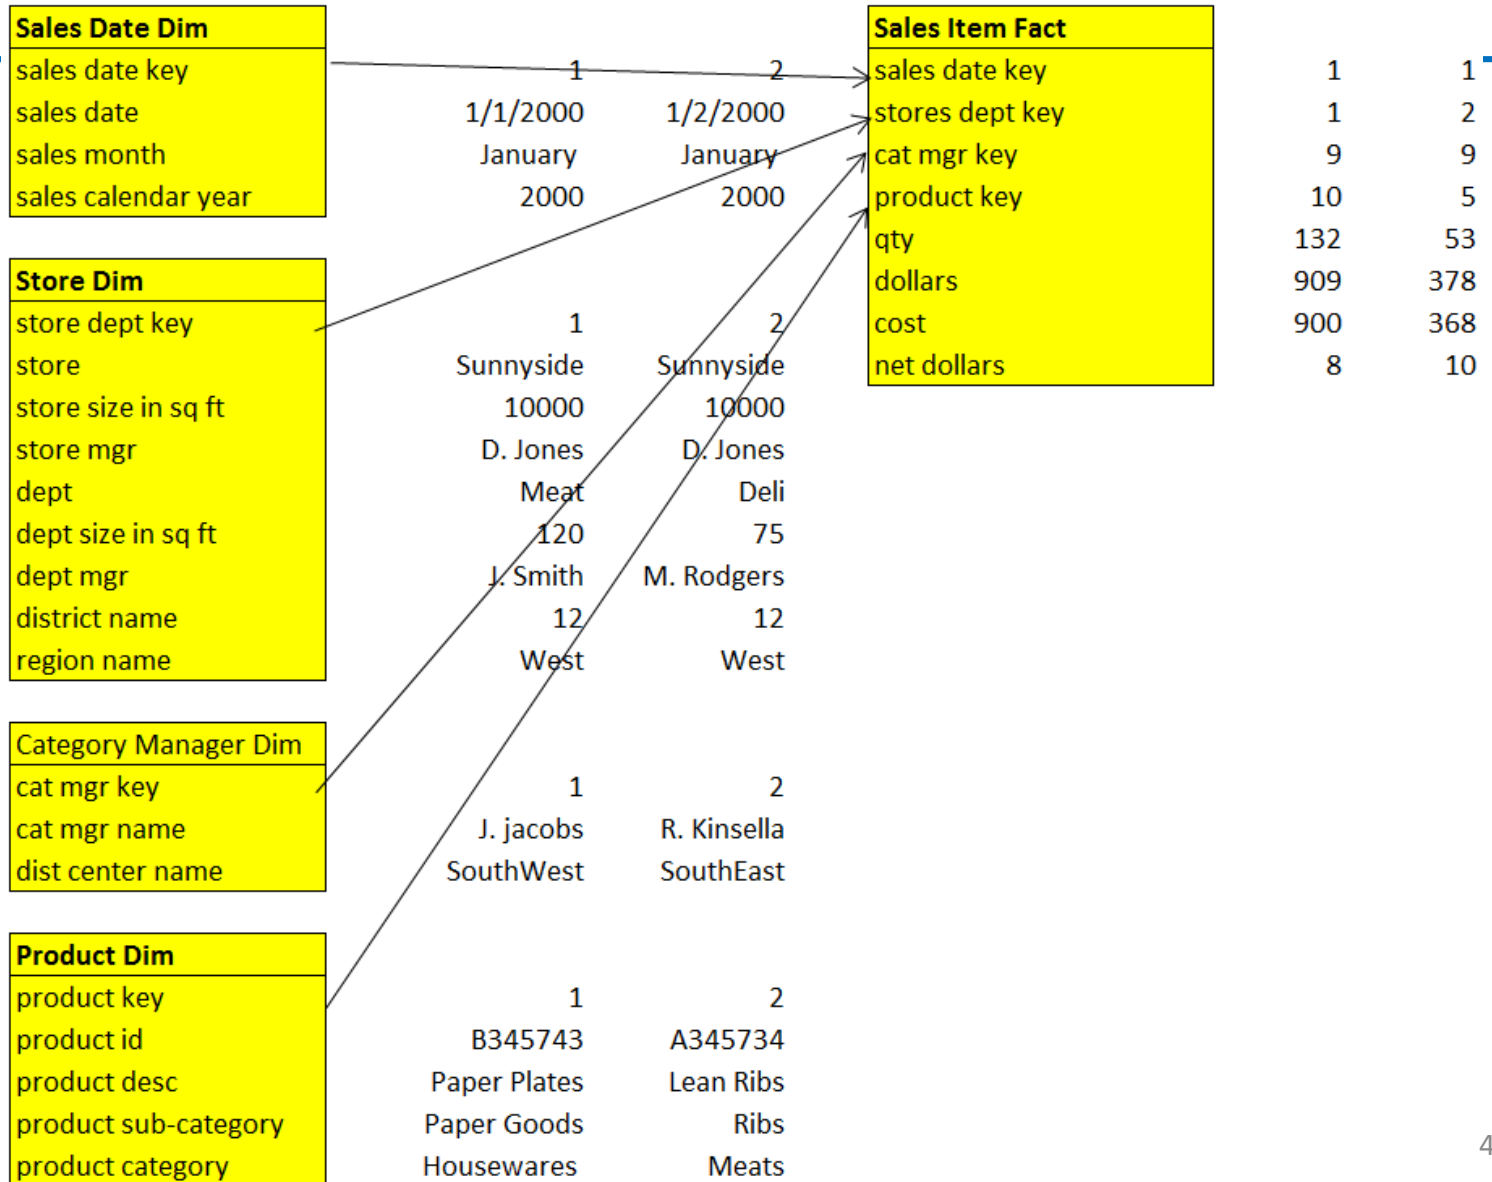 Sales Date Dim
sales date key 1 2
sales date 1/1/2000 1/2/2000
sales month January January
sales calendar year 2000 2000
Store Dim
store dept key 1 2
store Sunnyside Sunnyside
store size in sq ft 10000 10000
store mgr D. Jones D. Jones
dept Meat Deli
dept size in sq ft 120 75
dept mgr J. Smith M. Rodgers
district name 12 12
region name West West
Category Manager Dim
cat mgr key 1 2
cat mgr name J. jacobs R. Kinsella
dist center name SouthWest SouthEast
Product Dim
product key 1 2
product id B345743 A345734
product desc Paper Plates Lean Ribs
product sub-category Paper Goods Ribs
product category Housewares Meats
Sales Item Fact
sales date key 1 1
stores dept key 1 2
cat mgr key 9 9
product key 10 5
qty 132 53
dollars 909 378
cost 900 368
net dollars 8 10
4